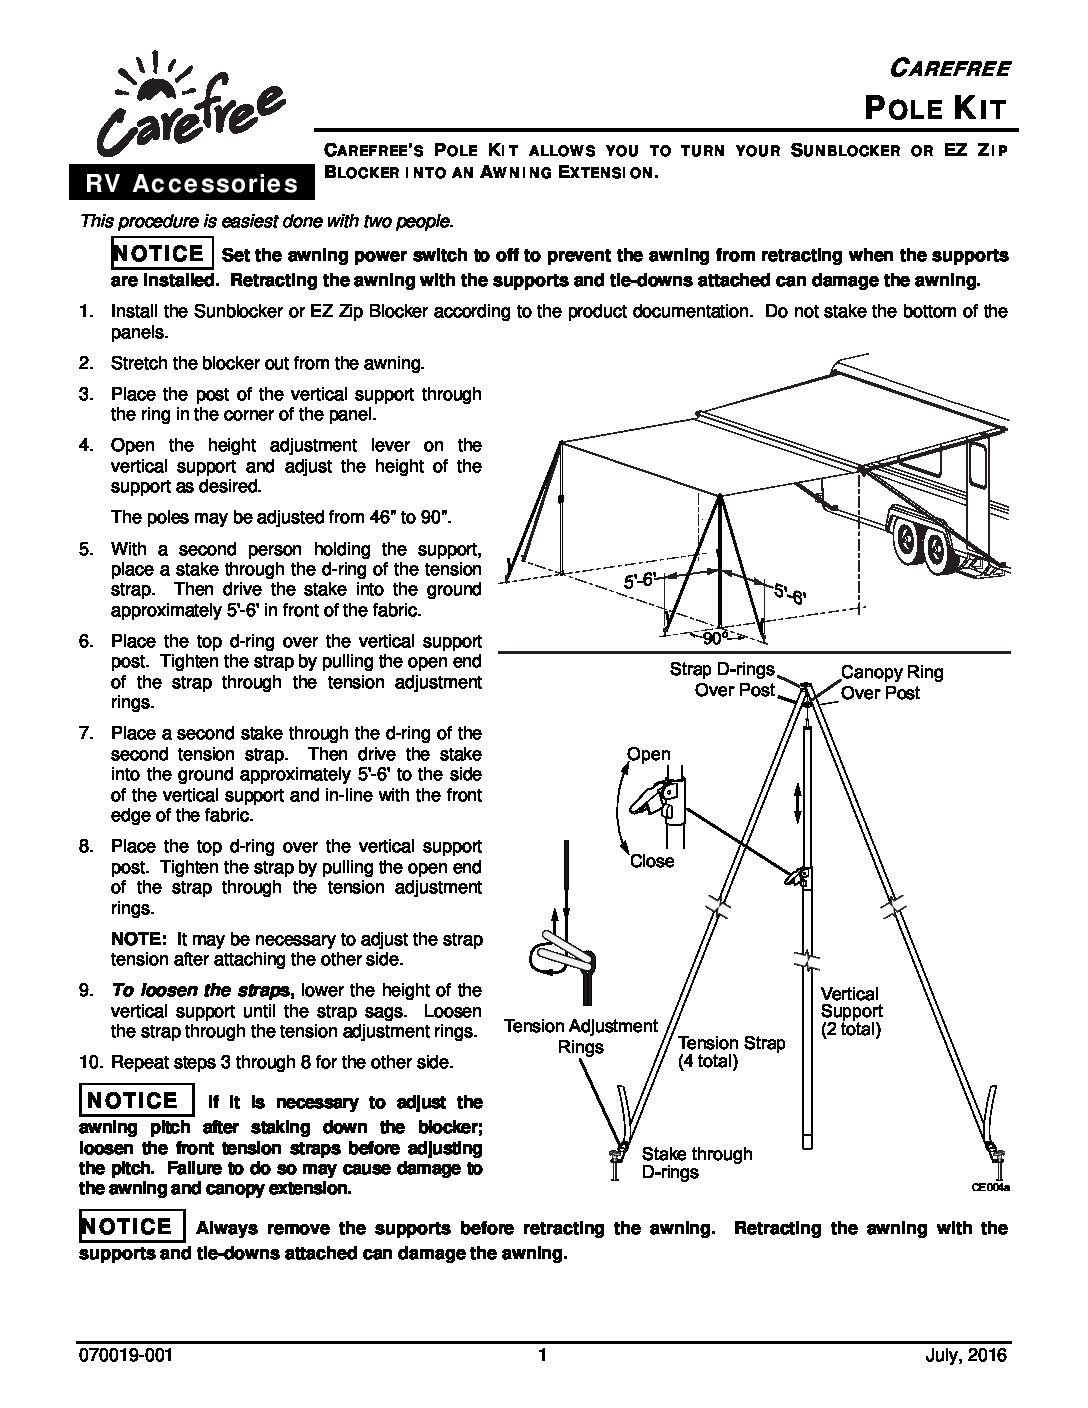 Carefree
RV Accessories
CAREFREE
POLE KIT
CAREFREE'S POLE KIT ALLOWS YOU TO TURN YOUR SUNBLOCKER OR EZ ZIP
BLOCKER INTO AN AWNING EXTENSION.
This procedure is easiest done with two people.
NOTICE Set the awning power switch to off to prevent the awning from retracting when the supports
are installed. Retracting the awning with the supports and tie-downs attached can damage the awning.
1. Install the Sunblocker or EZ Zip Blocker according to the product documentation. Do not stake the bottom of the
panels.
2. Stretch the blocker out from the awning.
3. Place the post of the vertical support through
the ring in the corner of the panel.
4. Open the height adjustment lever on the
vertical support and adjust the height of the
support as desired.
The poles may be adjusted from 46" to 90".
5. With a second person holding the support,
place a stake through the d-ring of the tension
strap. Then drive the stake into the ground
approximately 5'-6' in front of the fabric.
6. Place the top d-ring over the vertical support
post. Tighten the strap by pulling the open end
of the strap through the tension adjustment
rings.
7. Place a second stake through the d-ring of the
second tension strap. Then drive the stake
into the ground approximately 5'-6' to the side
of the vertical support and in-line with the front
edge of the fabric.
8. Place the top d-ring over the vertical support
post. Tighten the strap by pulling the open end
of the strap through the tension adjustment
rings.
NOTE: It may be necessary to adjust the strap
tension after attaching the other side.
9. To loosen the straps, lower the height of the
vertical support until the strap sags. Loosen
the strap through the tension adjustment rings.
10. Repeat steps 3 through 8 for the other side.
NOTICE If it is necessary to adjust the
awning pitch after staking down the blocker;
loosen the front tension straps before adjusting
the pitch. Failure to do so may cause damage to
the awning and canopy extension.
5'-6'
5'-6'
90°
Strap D-rings
Over Post
Canopy Ring
Over Post
Open
Close
Tension Adjustment
Rings
Tension Strap
(4 total)
Vertical
Support
(2 total)
Stake through
D-rings
CE004a
NOTICE Always remove the supports before retracting the awning. Retracting the awning with the
supports and tie-downs attached can damage the awning.
070019-001 1 July, 2016